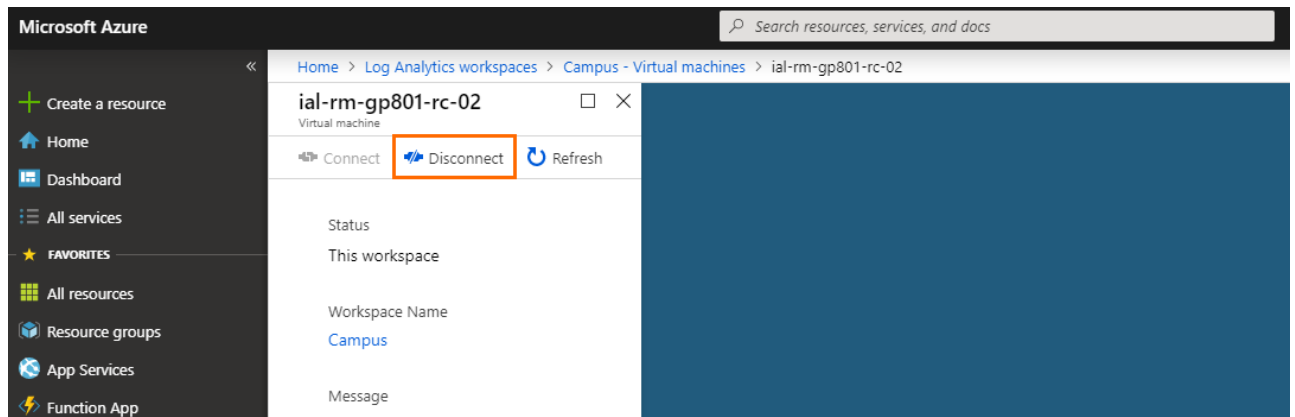 Microsoft Azure
Search resources, services, and docs
«
Home > Log Analytics workspaces > Campus - Virtual machines > ial-rm-gp801-rc-02
Create a resource
Home
Dashboard
All services
FAVORITES
All resources
Resource groups
App Services
Function App
ial-rm-gp801-rc-02
Virtual machine
Connect Disconnect Refresh
Status
This workspace
Workspace Name
Campus
Message